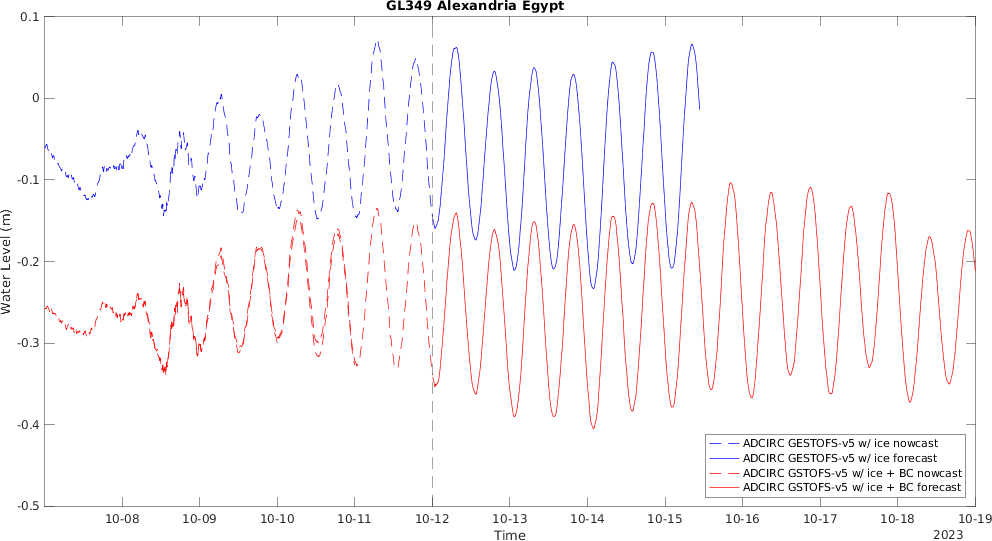 GL349 Alexandria Egypt
0.1
0
-0.1
-0.2
-0.3
-0.4
-0.5
Water Level (m)
10-08
10-09
10-10
10-11
10-12
10-13
10-14
10-15
10-16
10-17
10-18
10-19
Time
2023
ADCIRC GESTOFS-v5 w/ ice nowcast
ADCIRC GESTOFS-v5 w/ ice forecast
ADCIRC GSTOFS-v5 w/ ice + BC nowcast
ADCIRC GSTOFS-v5 w/ ice + BC forecast